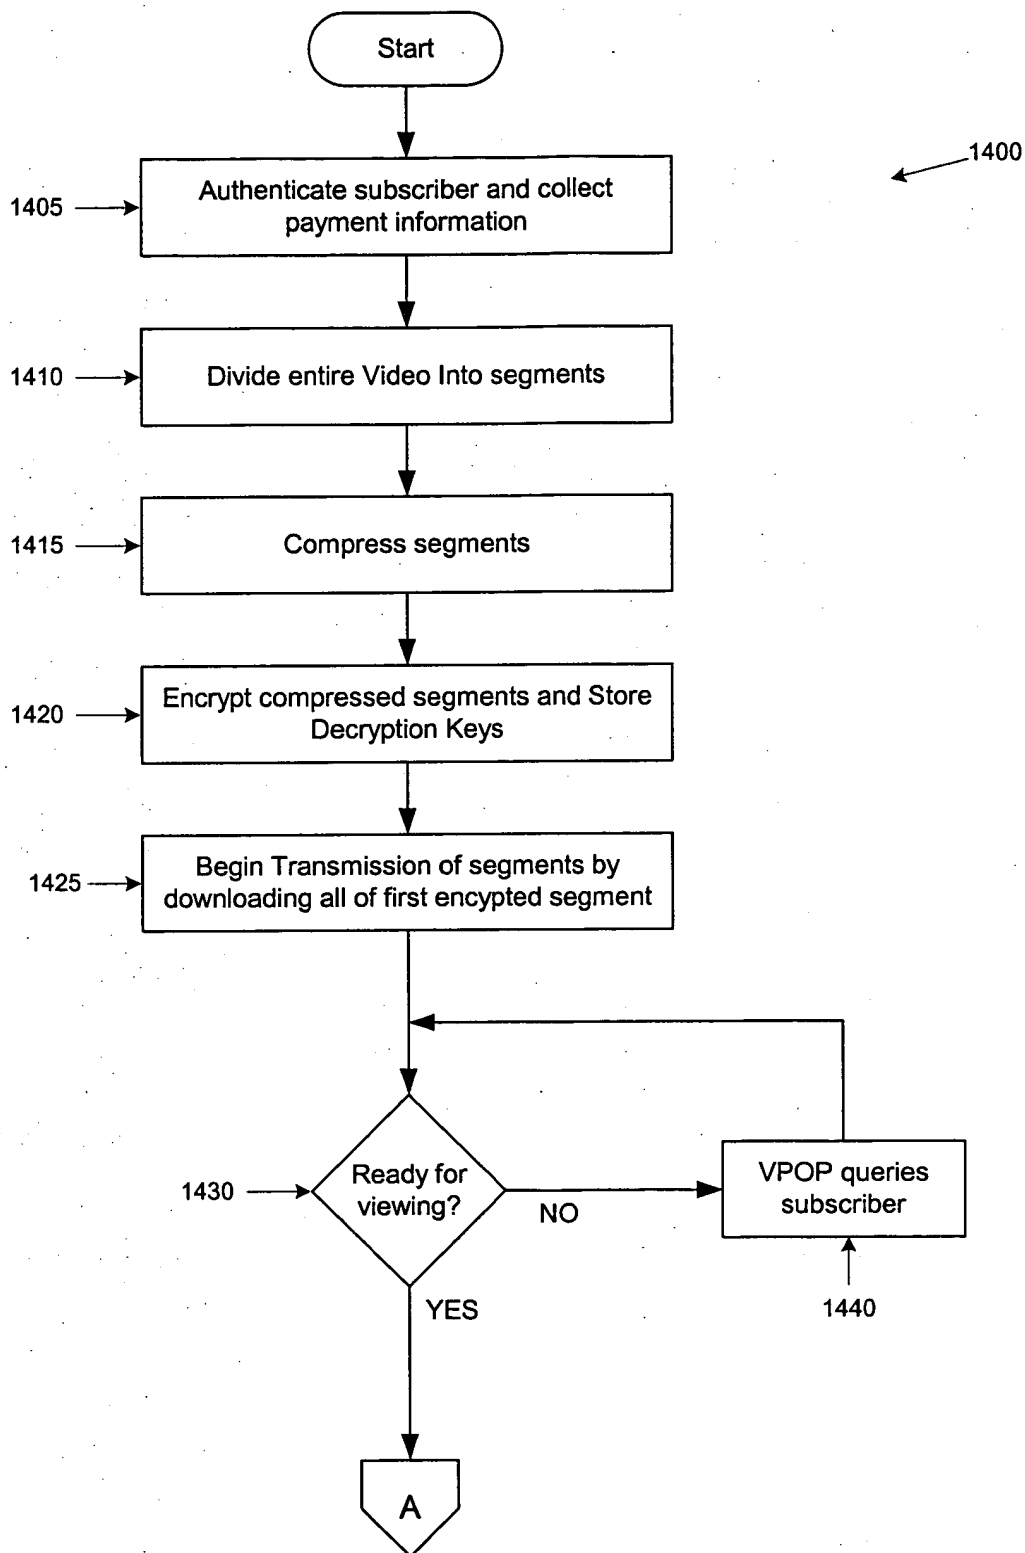 Start
1400
1405
Authenticate subscriber and collect
payment information
1410
Divide entire Video Into segments
1415
Compress segments
1420
Encrypt compressed segments and Store
Decryption Keys
1425
Begin Transmission of segments by
downloading all of first encypted segment
1430
Ready for
viewing?
NO
VPOP queries
subscriber
1440
YES
A